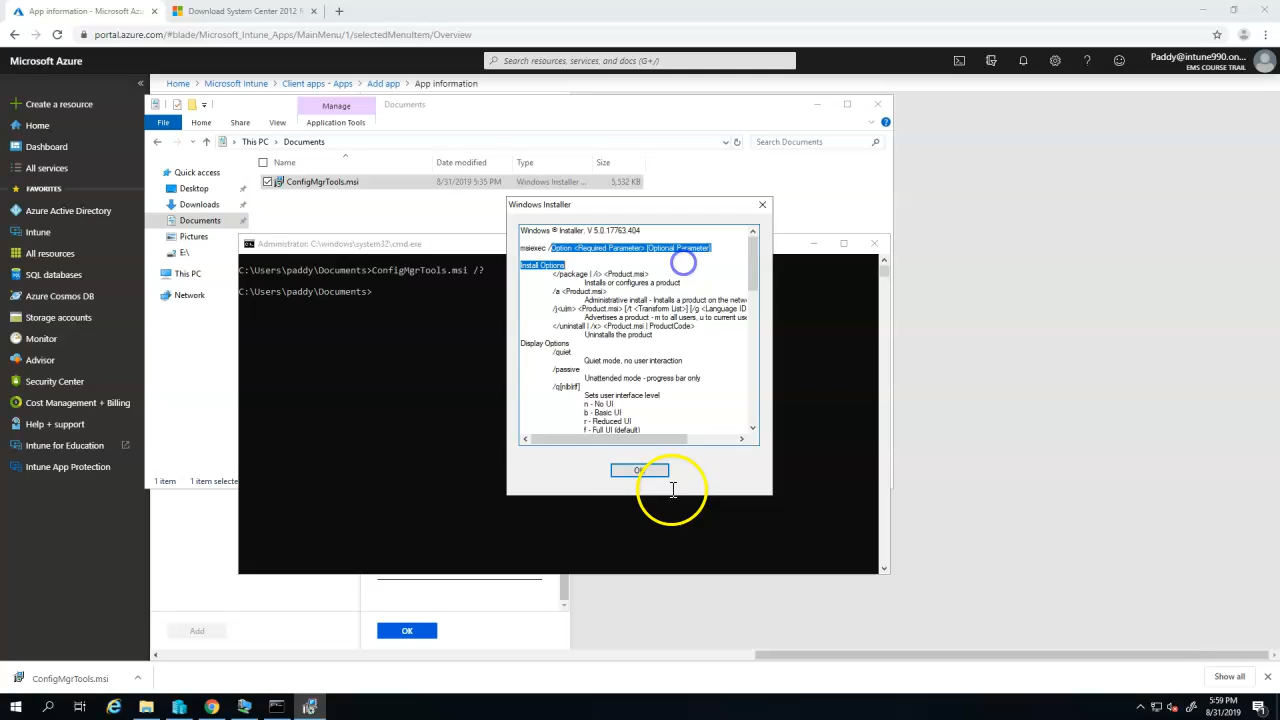 App information - Microsoft Az
Download System Center 2012 R
portal.azure.com/#blade/Microsoft_Intune_Apps/MainMenu/1/selectedMenuItem/Overview
Microsoft Azure
Search resources, services, and docs (G+/)
Paddy@intune990.on...
EMS COURSE TRAIL
Home
Microsoft Intune
Client apps - Apps
Add app
App information
Create a resource
Home
Dashboard
All services
FAVORITES
Azure Active Directory
Intune
All resources
SQL databases
Azure Cosmos DB
Storage accounts
Monitor
Advisor
Security Center
Cost Management + Billing
Help + support
Intune for Education
Intune App Protection
Manage
Documents
File
Home
Share
View
Application Tools
This PC
Documents
Search Documents
Name
Date modified
Type
Size
ConfigMgrTools.msi
8/31/2019 5:35 PM
Windows Installer ...
5,532 KB
Quick access
Desktop
Downloads
Documents
Pictures
E:\
This PC
Network
1 item
1 item selecte
Administrator: C:\windows\system32\cmd.exe
C:\Users\paddy\Documents>ConfigMgrTools.msi /?
C:\Users\paddy\Documents>
Windows Installer
Windows ® Installer. V 5.0.17763.404
msiexec /Option <Required Parameter> [Optional Parameter]
Install Options
</package | /i> <Product.msi>
Installs or configures a product
/a <Product.msi>
Administrative install - Installs a product on the netw
/j<u|m> <Product.msi> [/t <Transform List>] [/g <Language ID
Advertises a product - m to all users, u to current use
</uninstall | /x> <Product.msi | ProductCode>
Uninstalls the product
Display Options
/quiet
Quiet mode, no user interaction
/passive
Unattended mode - progress bar only
/q[n|b|r|f]
Sets user interface level
n - No UI
b - Basic UI
r - Reduced UI
f - Full UI (default)
OK
Add
OK
ConfigMgrTools.msi
Show all
5:59 PM
8/31/2019